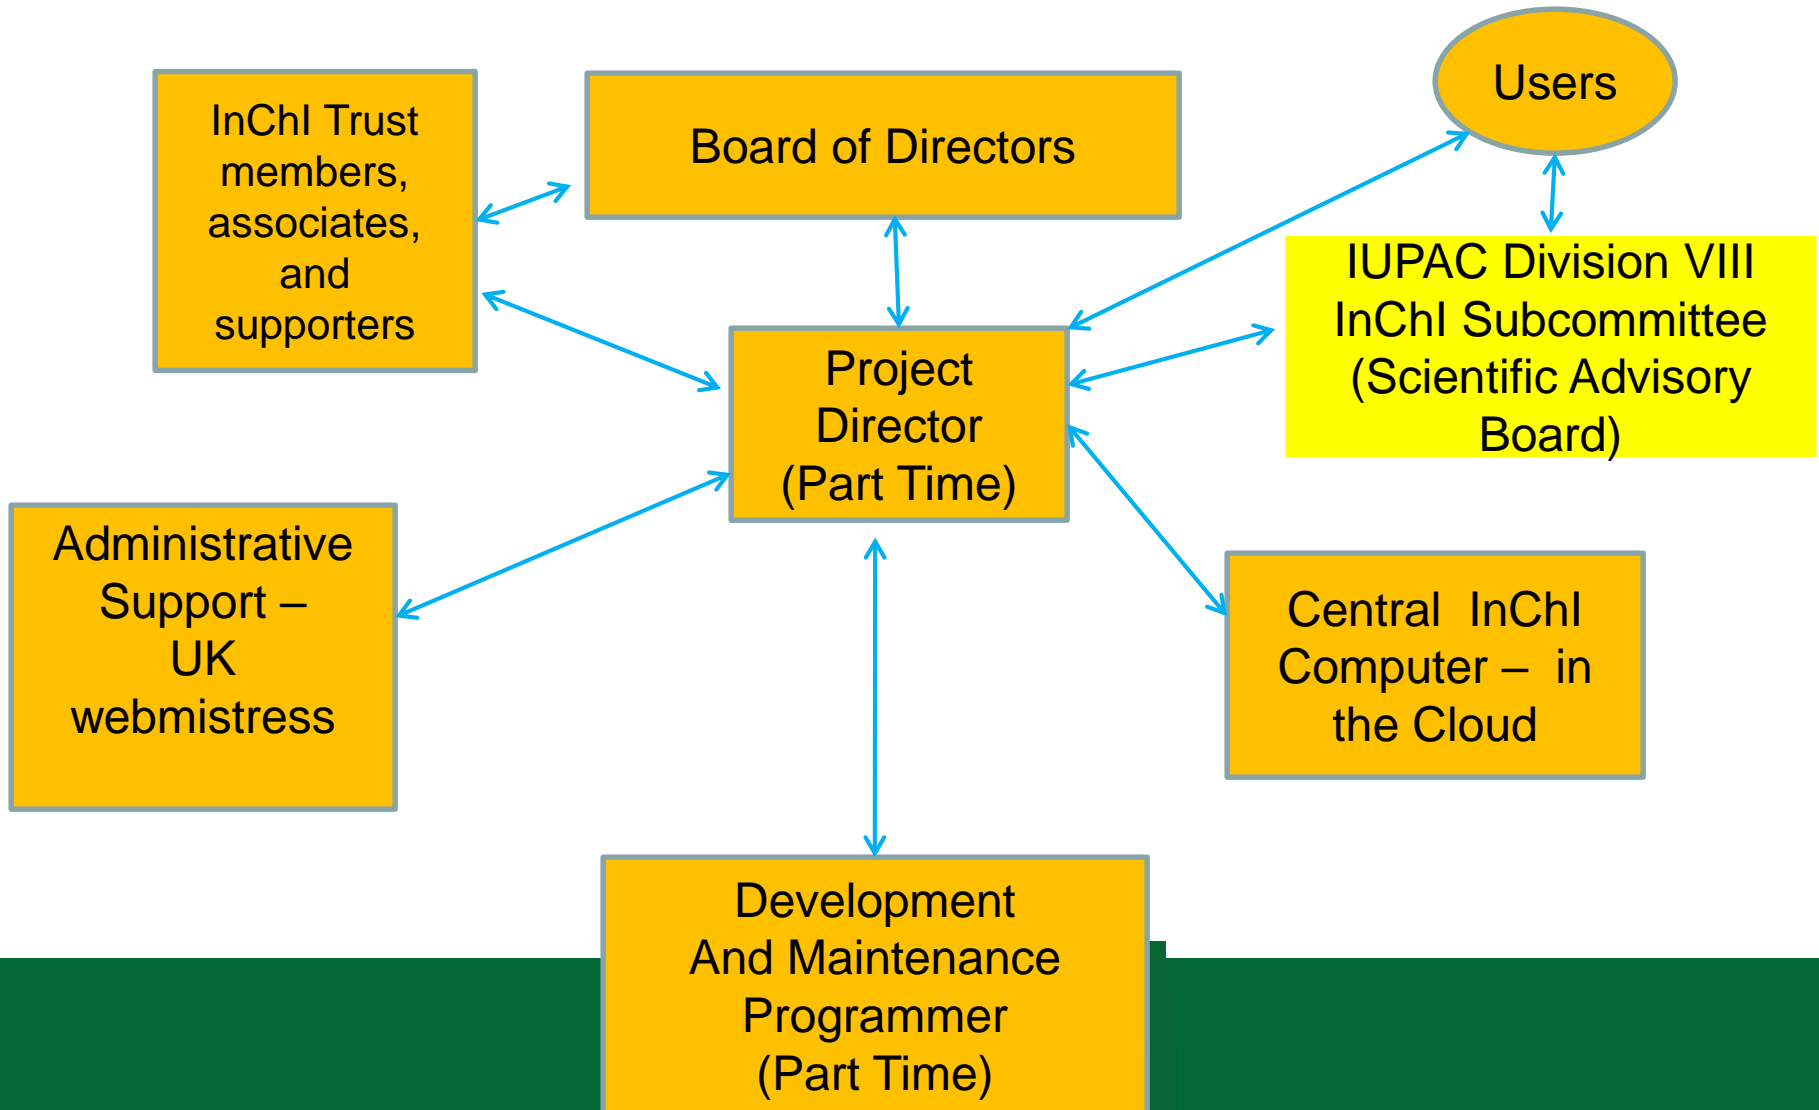 InChI Trust
members,
associates,
and
supporters
Board of Directors
Users
IUPAC Division VIII
InChI Subcommittee
(Scientific Advisory
Board)
Project
Director
(Part Time)
Administrative
Support –
UK
webmistress
Central  InChI
Computer –  in
the Cloud
Development
And Maintenance
Programmer
(Part Time)